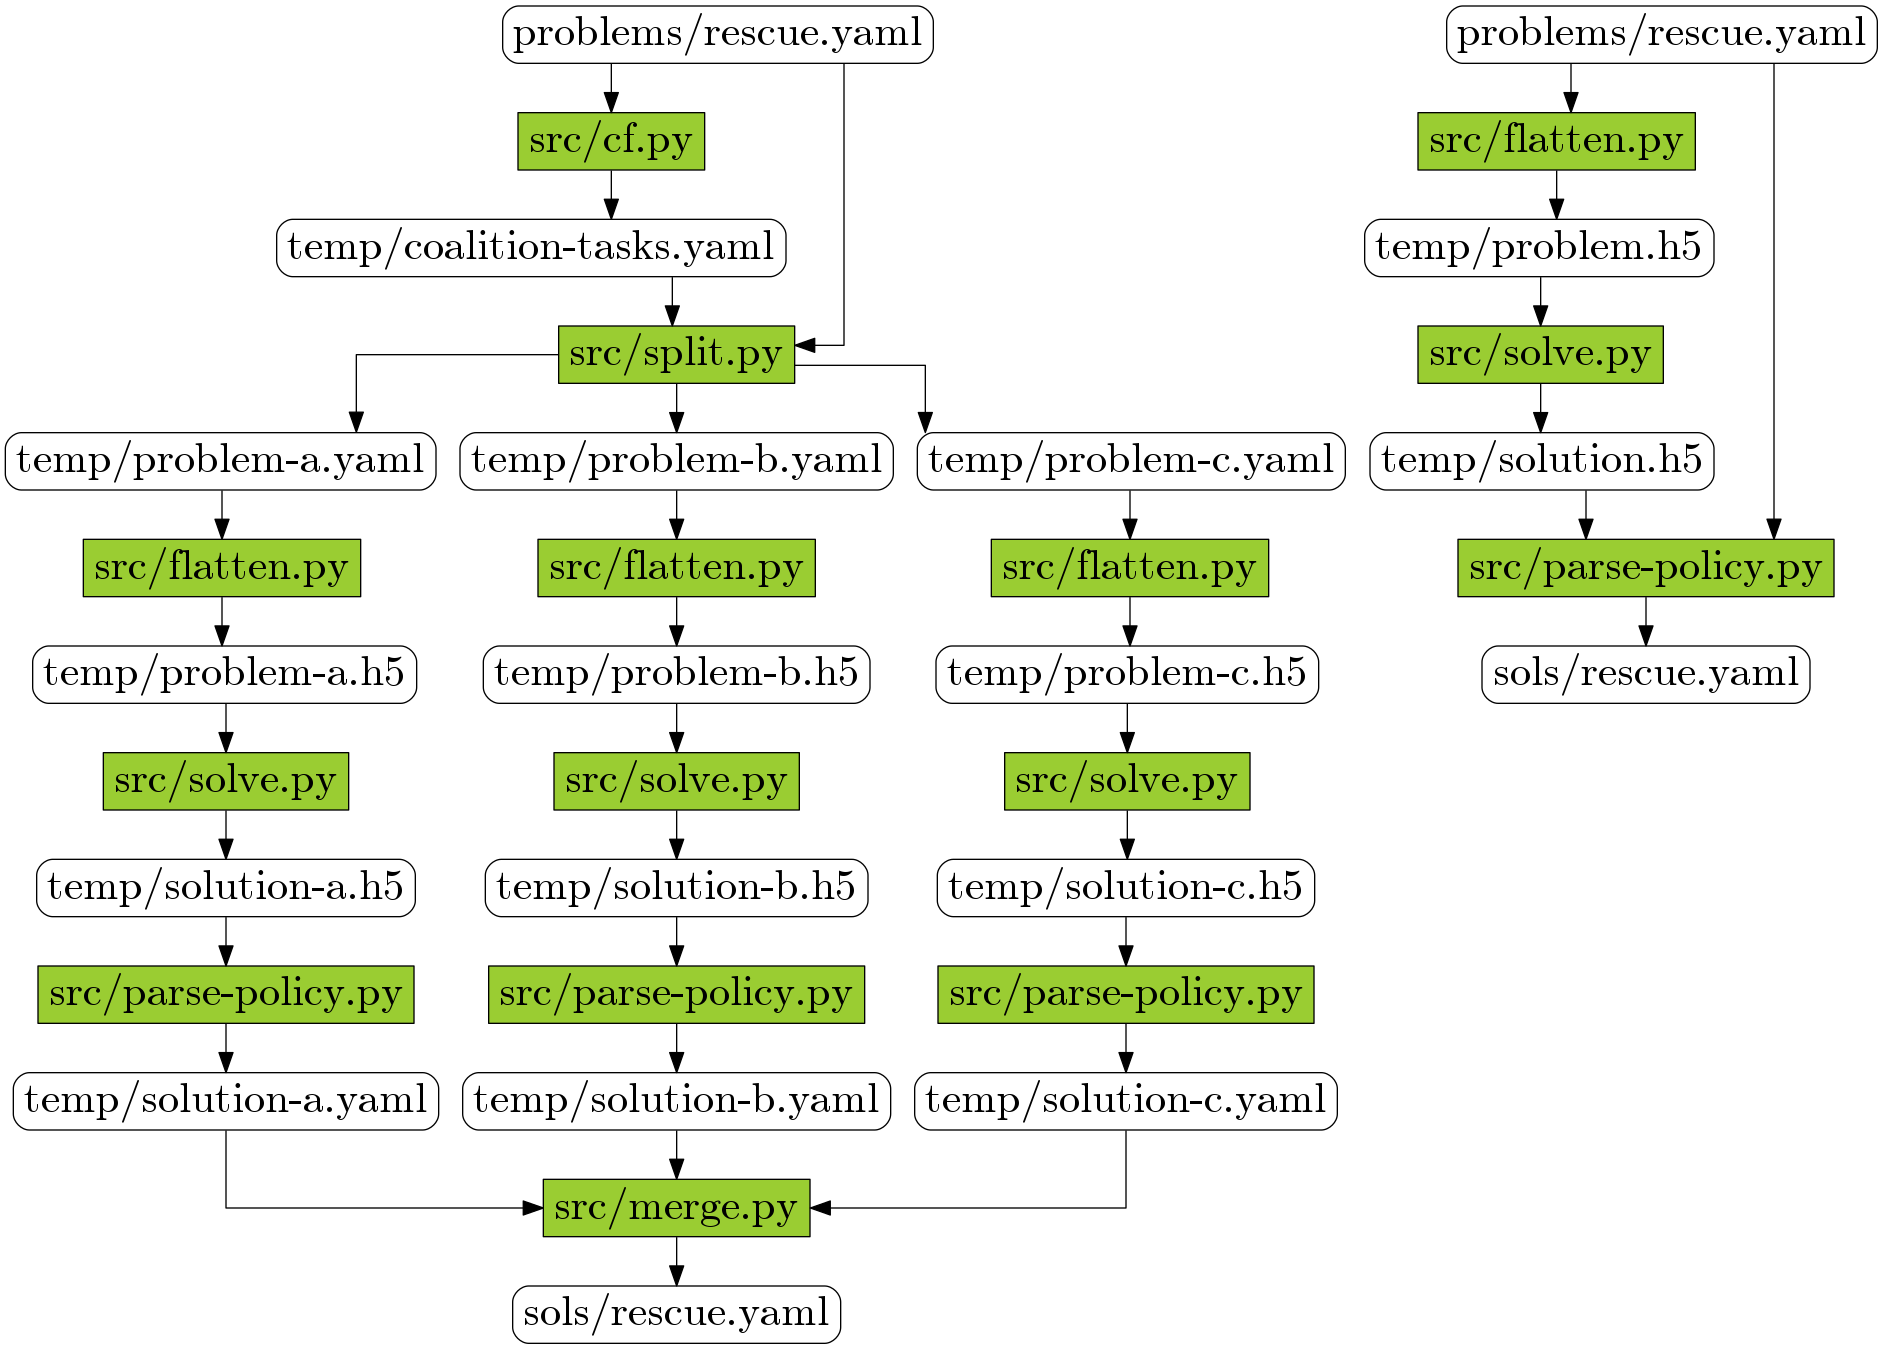 problems/rescue.yaml
src/cf.py
temp/coalition-tasks.yaml
src/split.py
temp/problem-a.yaml
temp/problem-b.yaml
temp/problem-c.yaml
src/flatten.py
src/flatten.py
src/flatten.py
temp/problem-a.h5
temp/problem-b.h5
temp/problem-c.h5
src/solve.py
src/solve.py
src/solve.py
temp/solution-a.h5
temp/solution-b.h5
temp/solution-c.h5
src/parse-policy.py
src/parse-policy.py
src/parse-policy.py
temp/solution-a.yaml
temp/solution-b.yaml
temp/solution-c.yaml
src/merge.py
sols/rescue.yaml
problems/rescue.yaml
src/flatten.py
temp/problem.h5
src/solve.py
temp/solution.h5
src/parse-policy.py
sols/rescue.yaml